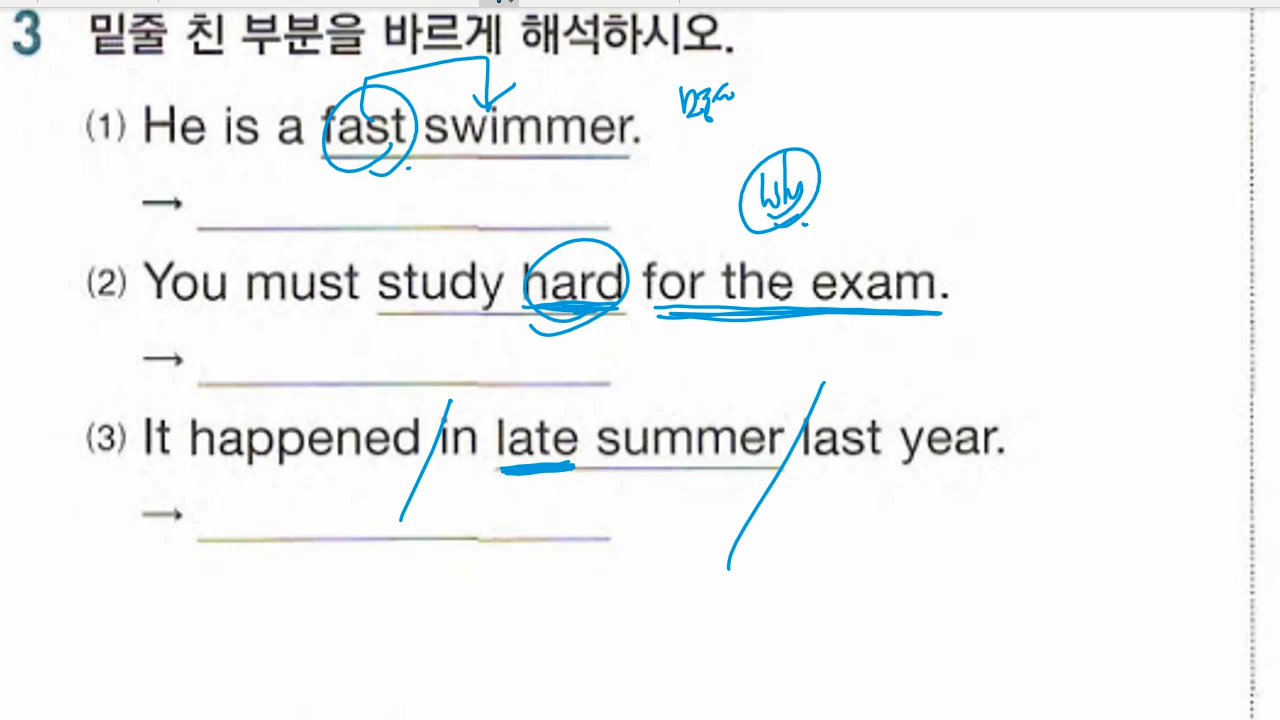 3 밑줄 친 부분을 바르게 해석하시오.
(1) He is a fast swimmer.
→
why
(2) You must study hard for the exam.
→
(3) It happened in late summer last year.
→